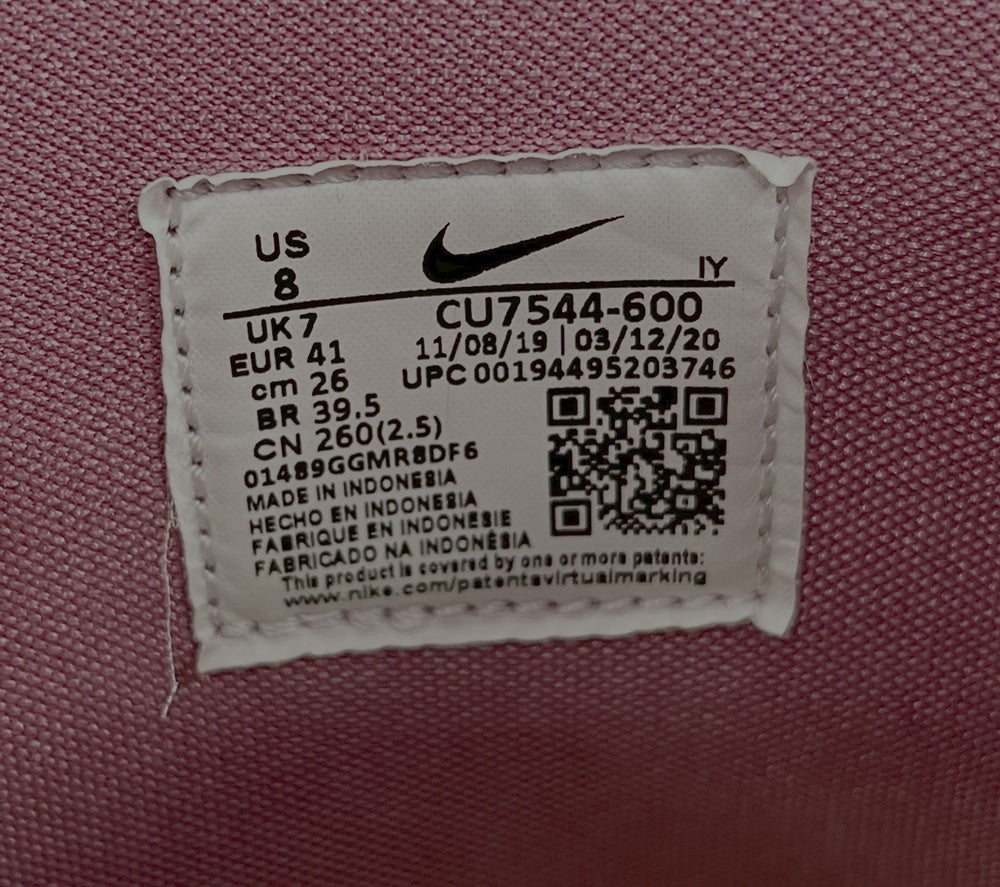 US
8
IY
UK 7
EUR 41
cm 26
BR 39.5
CN 260(2.5)
CU7544-600
11/08/19 | 03/12/20
UPC 00194495203746
01489GGMR8DF6
MADE IN INDONESIA
HECHO EN INDONESIA
FABRIQUE EN INDONESIE
FABRICADO NA INDONÉSIA
This product is covered by one or more patents:
www.nike.com/patentsvirtualmarking